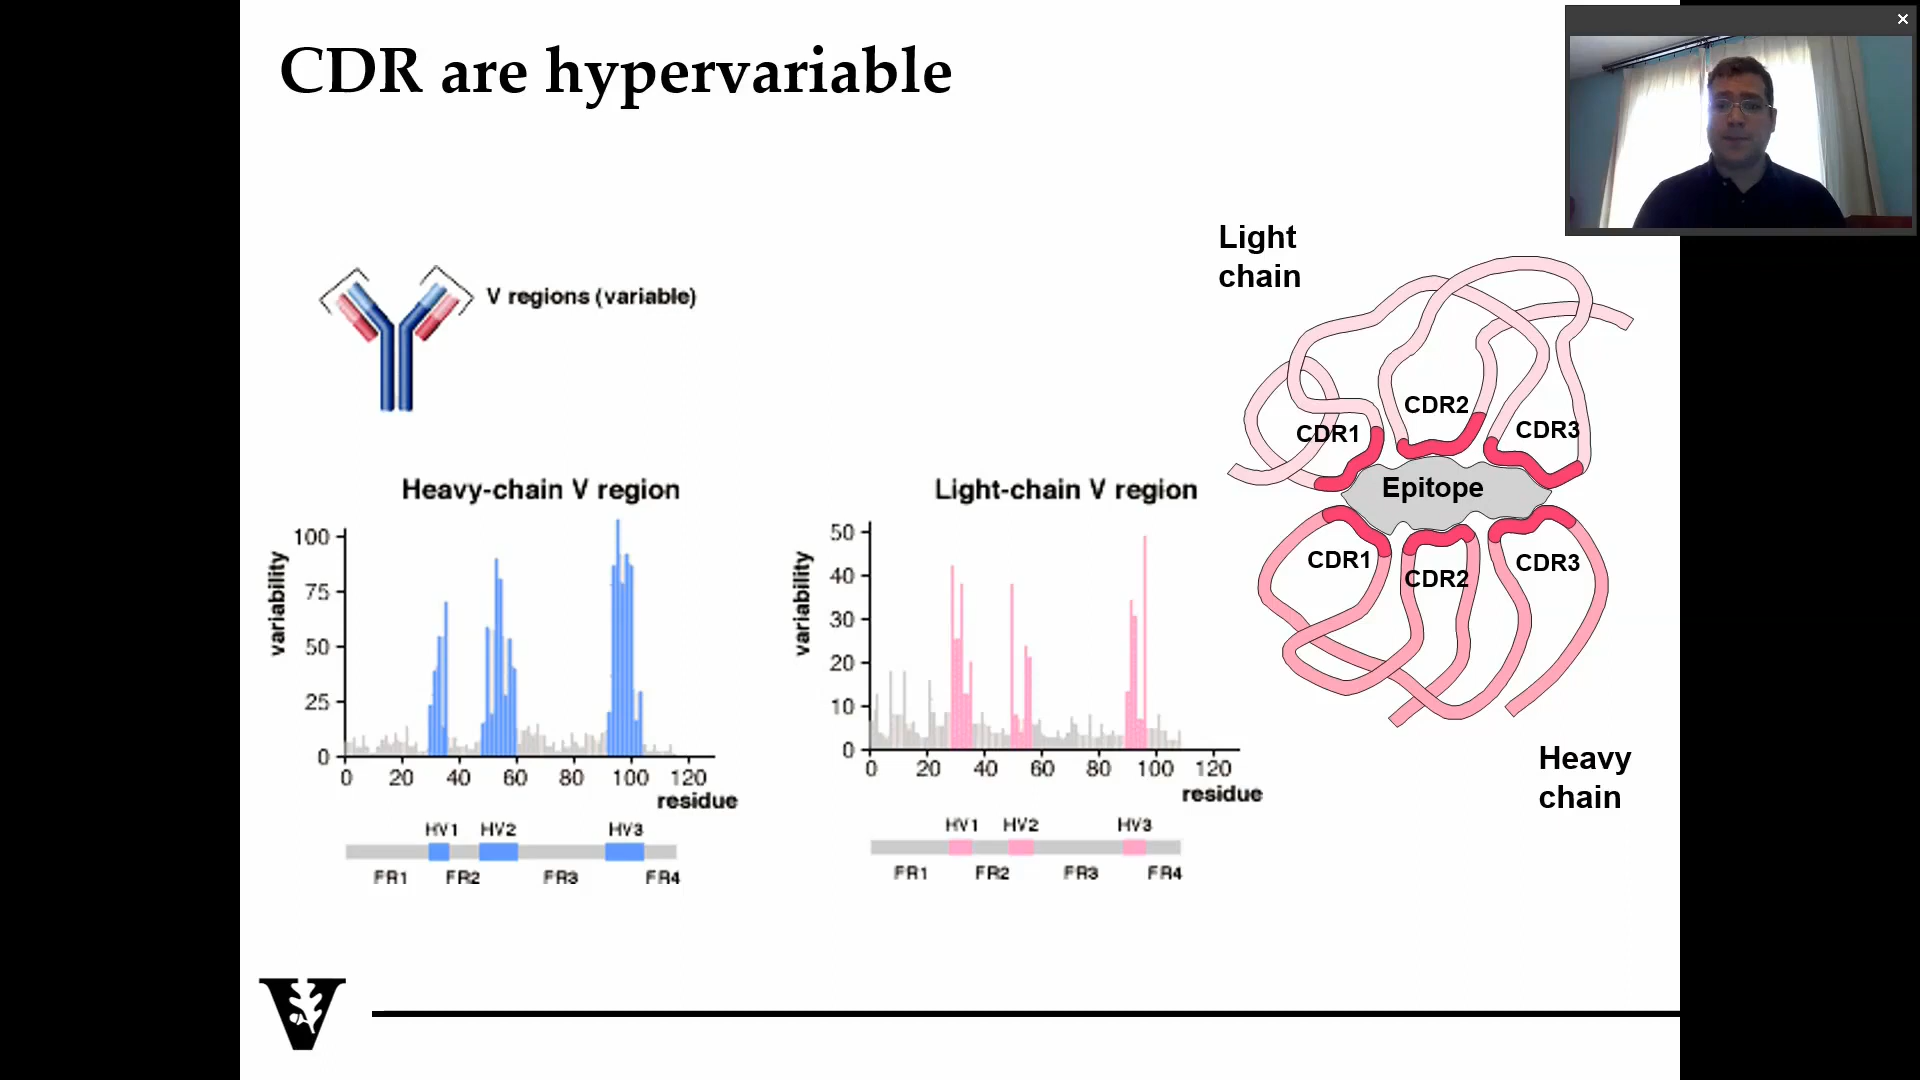 CDR are hypervariable
V regions (variable)
Heavy-chain V region
variability
100
75
50
25
0
0 20 40 60 80 100 120
residue
HV1 HV2 HV3
FR1 FR2 FR3 FR4
Light-chain V region
variability
50
40
30
20
10
0
0 20 40 60 80 100 120
residue
HV1 HV2 HV3
FR1 FR2 FR3 FR4
Light
chain
CDR1
CDR2
CDR3
Epitope
CDR1
CDR2
CDR3
Heavy
chain
V